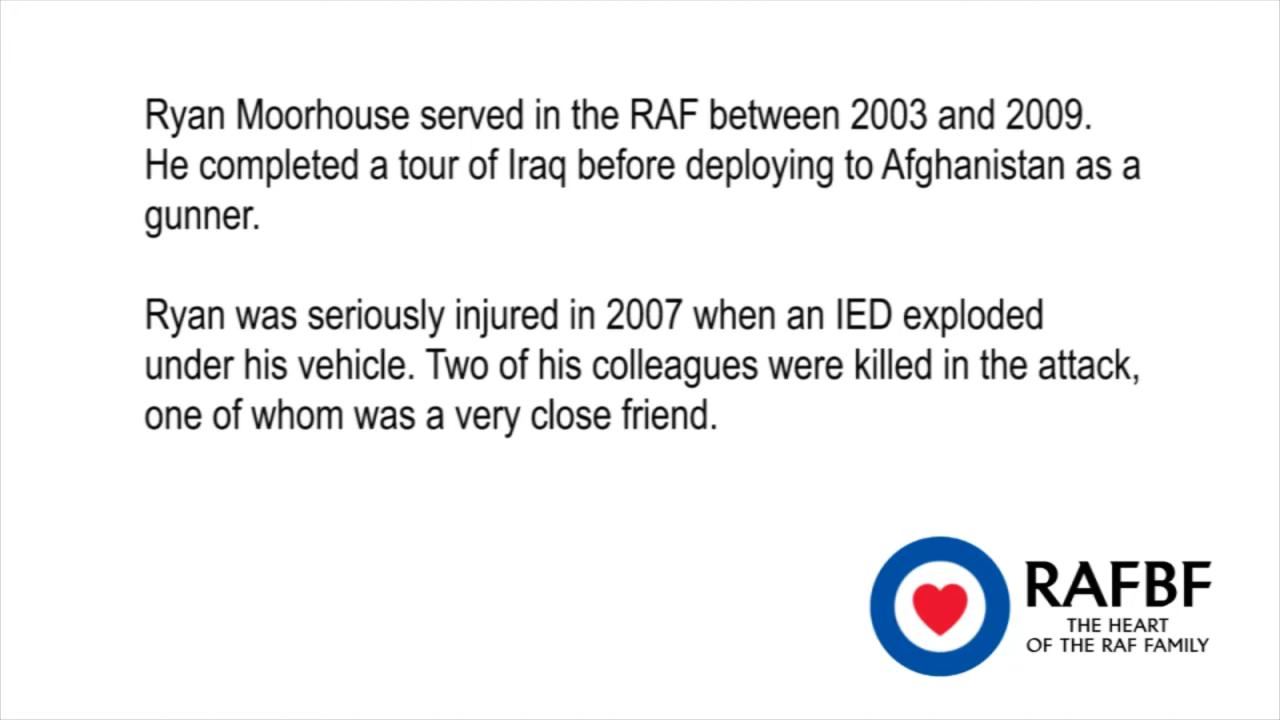 Ryan Moorhouse served in the RAF between 2003 and 2009.
He completed a tour of Iraq before deploying to Afghanistan as a
gunner.
Ryan was seriously injured in 2007 when an IED exploded
under his vehicle. Two of his colleagues were killed in the attack,
one of whom was a very close friend.
RAFBF
THE HEART
OF THE RAF FAMILY